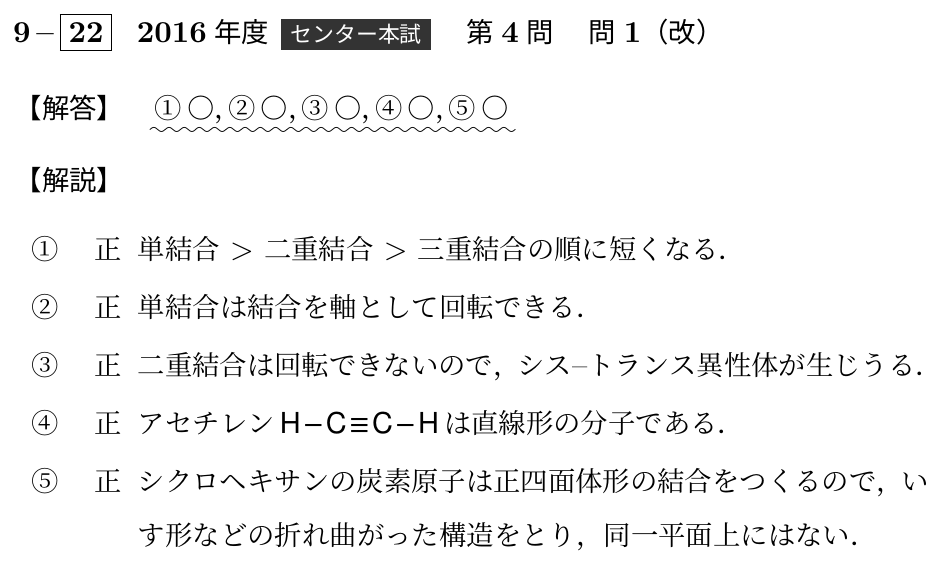 9－22 2016 年度 センター本試 第 4 問 問 1（改）
【解答】 ① ○, ② ○, ③ ○, ④ ○, ⑤ ○
【解説】
① 正 単結合 ＞ 二重結合 ＞ 三重結合の順に短くなる．
② 正 単結合は結合を軸として回転できる．
③ 正 二重結合は回転できないので，シス–トランス異性体が生じうる．
④ 正 アセチレン H−C≡C−H は直線形の分子である．
⑤ 正 シクロヘキサンの炭素原子は正四面体形の結合をつくるので，い
す形などの折れ曲がった構造をとり，同一平面上にはない．